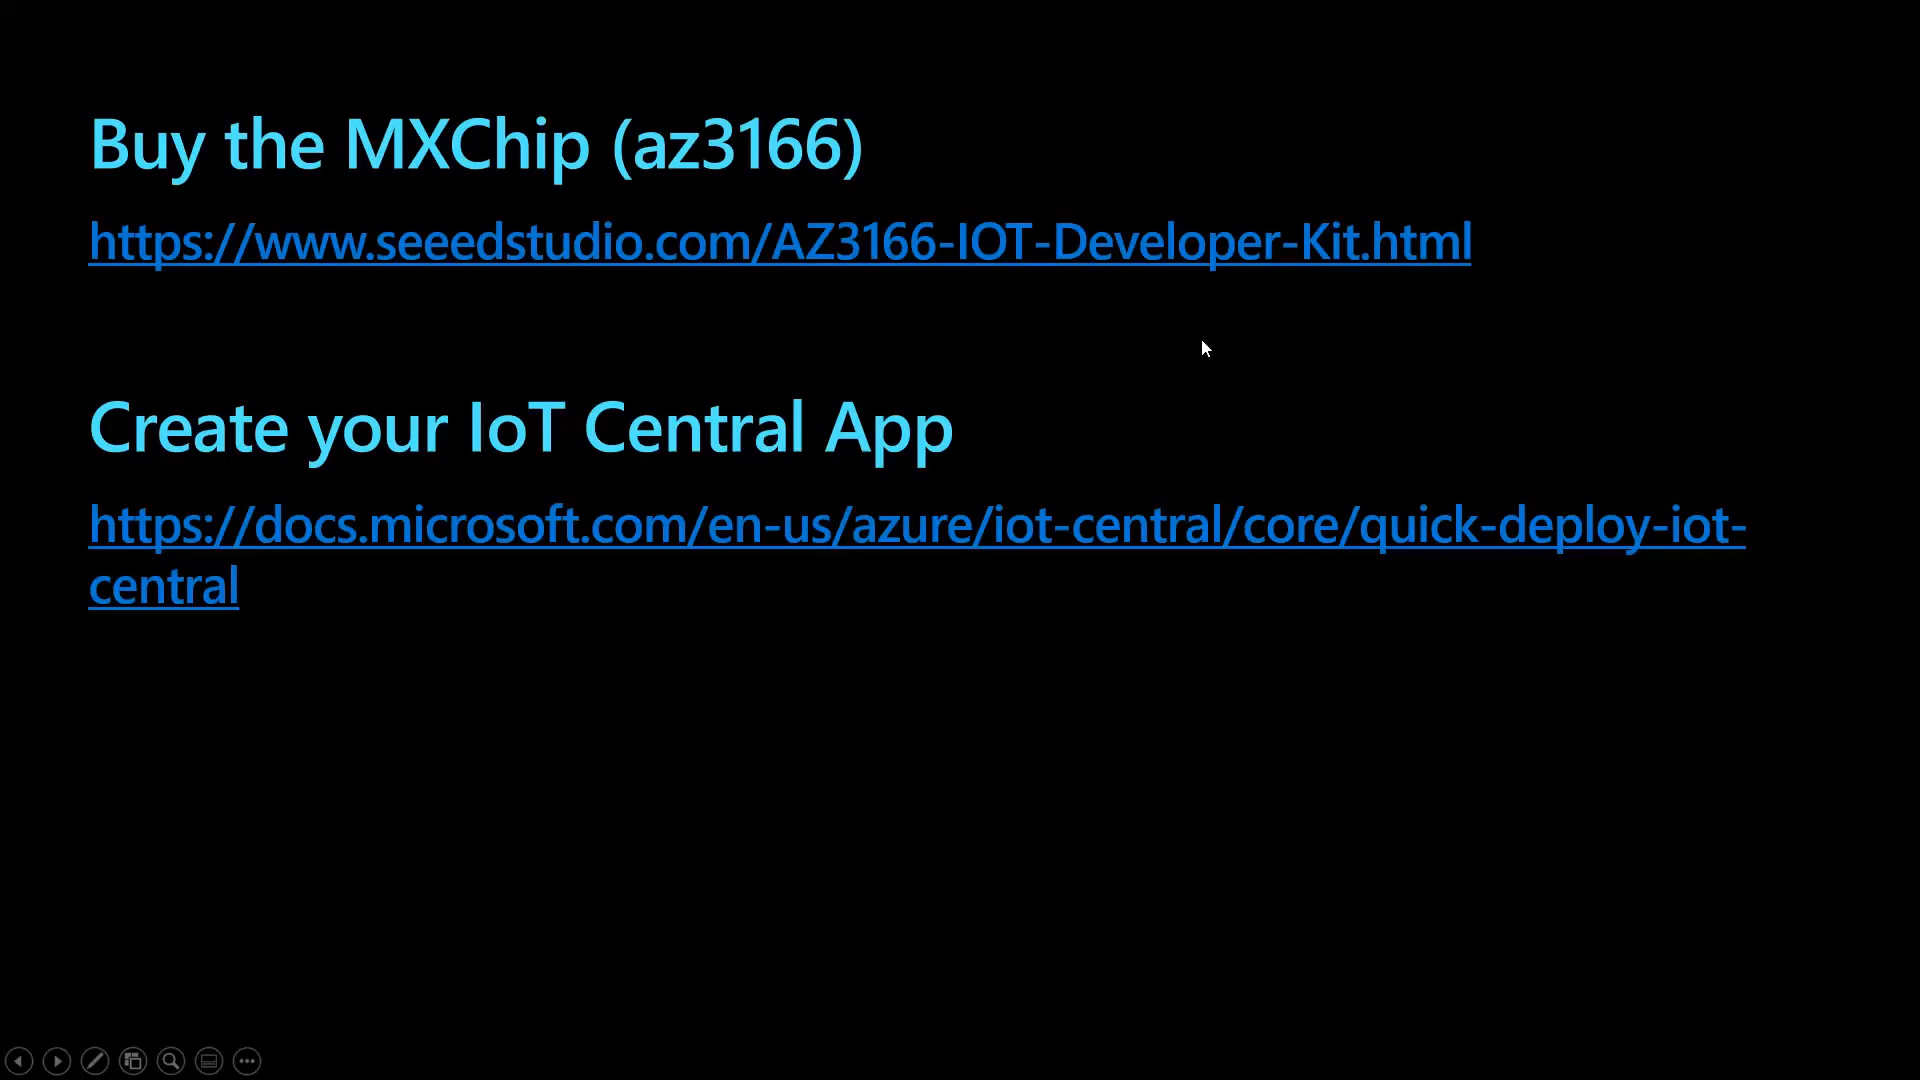 Buy the MXChip (az3166)
https://www.seeedstudio.com/AZ3166-IOT-Developer-Kit.html
Create your IoT Central App
https://docs.microsoft.com/en-us/azure/iot-central/core/quick-deploy-iot-
central